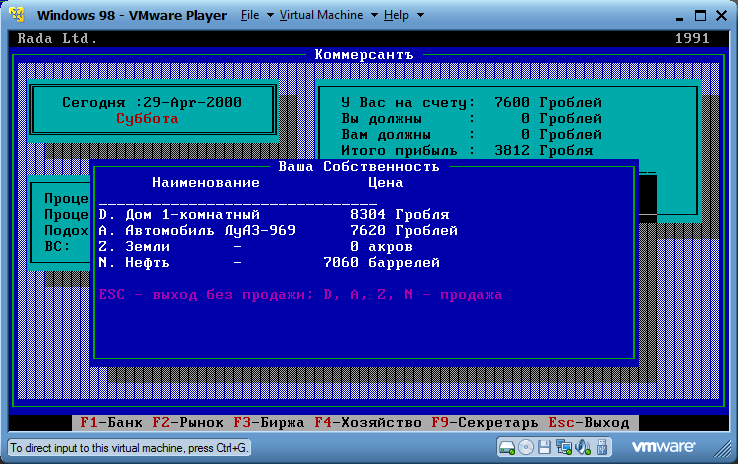 Windows 98 - VMware Player File Virtual Machine Help
Rada Ltd. 1991
Коммерсантъ
Сегодня :29-Apr-2000
Суббота
У Вас на счету: 7600 Гроблей
Вы должны : 0 Гроблей
Вам должны : 0 Гроблей
Итого прибыль : 3812 Гробля
Проце
Проце
Подох
ВС:
Ваша Собственность
Наименование Цена
D. Дом 1-комнатный 8304 Гробля
A. Автомобиль ЛуАЗ-969 7620 Гроблей
Z. Земли - 0 акров
N. Нефть - 7060 баррелей
ESC - выход без продажи; D, A, Z, N - продажа
F1-Банк F2-Рынок F3-Биржа F4-Хозяйство F9-Секретарь Esc-Выход
To direct input to this virtual machine, press Ctrl+G.
vmware